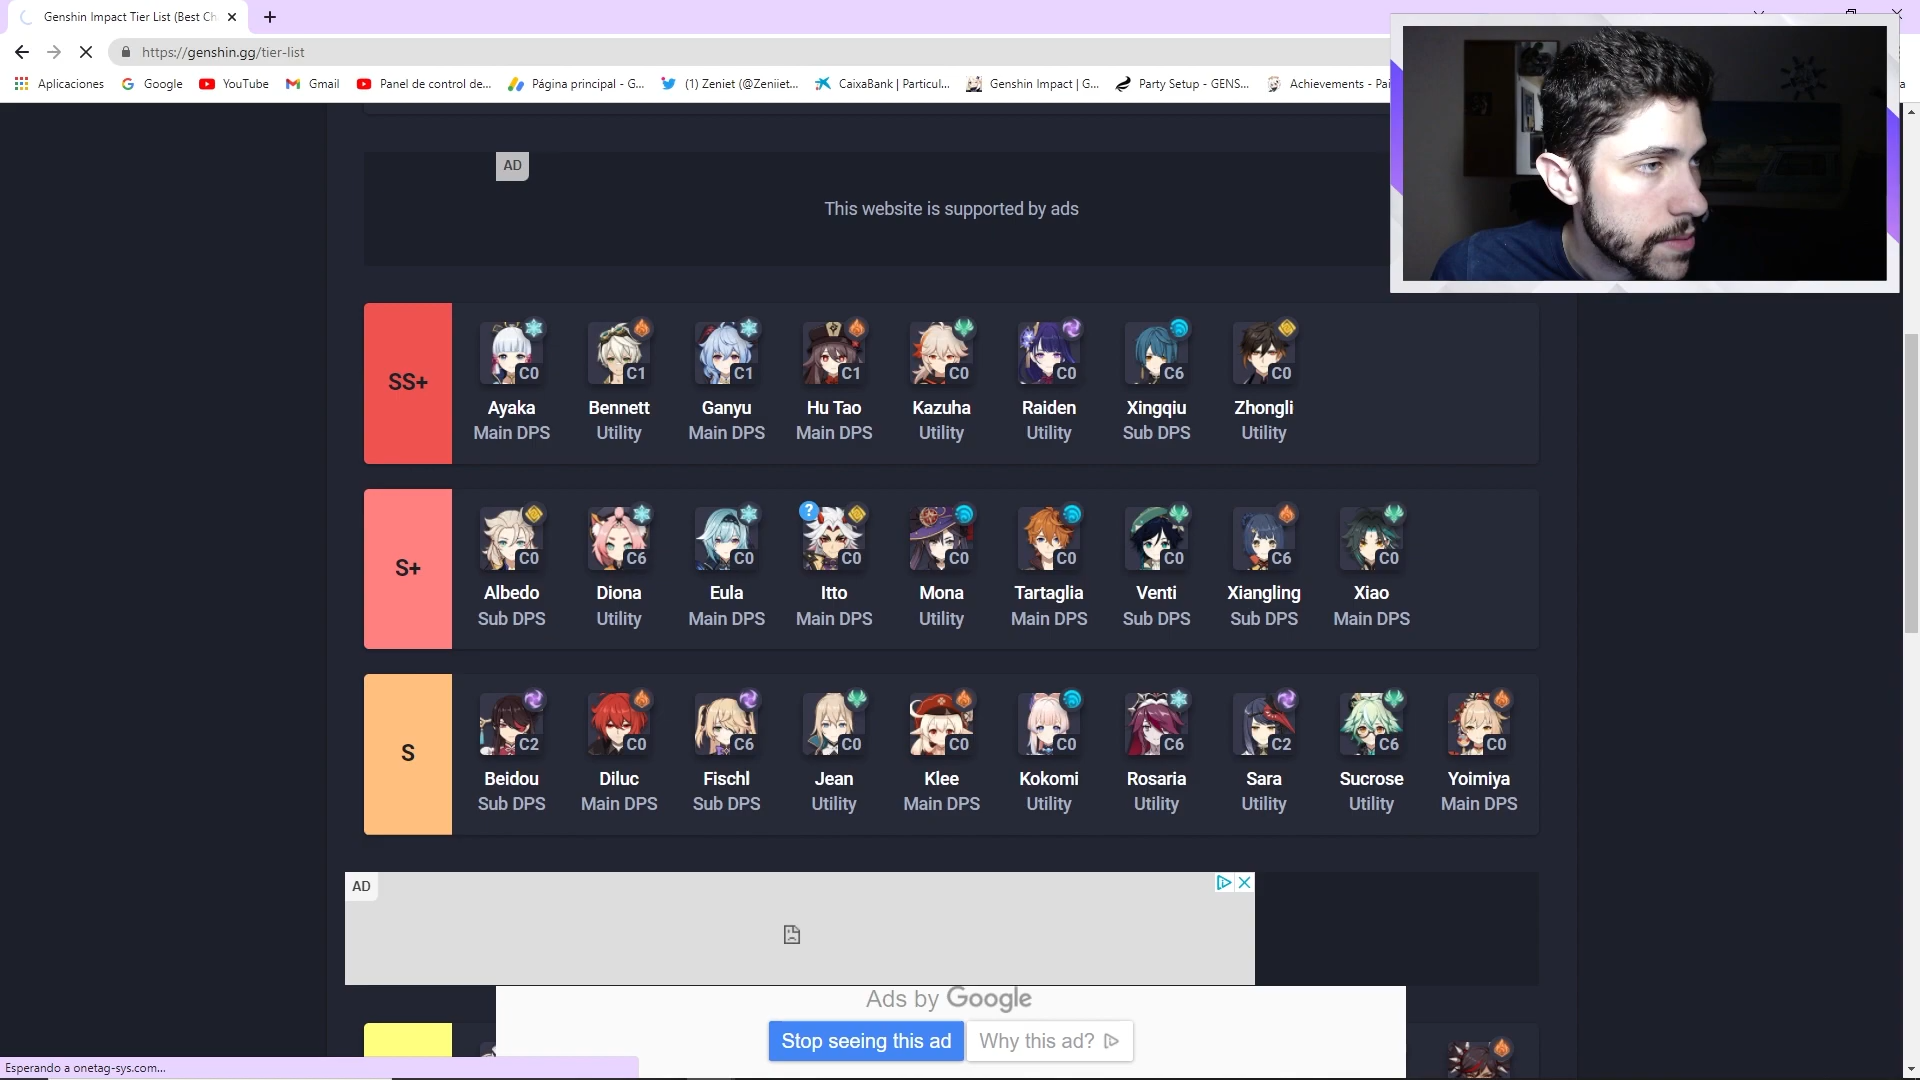 Genshin Impact Tier List (Best Ch
https://genshin.gg/tier-list
Aplicaciones Google YouTube Gmail Panel de control de... Página principal - G... (1) Zeniet (@Zeniiet... CaixaBank | Particul... Genshin Impact | G... Party Setup - GENS... Achievements - Pai
AD
This website is supported by ads
SS+
C0 C1 C1 C1 C0 C0 C6 C0
Ayaka Bennett Ganyu Hu Tao Kazuha Raiden Xingqiu Zhongli
Main DPS Utility Main DPS Main DPS Utility Utility Sub DPS Utility
S+
?
C0 C6 C0 C0 C0 C0 C0 C6 C0
Albedo Diona Eula Itto Mona Tartaglia Venti Xiangling Xiao
Sub DPS Utility Main DPS Main DPS Utility Main DPS Sub DPS Sub DPS Main DPS
S
C2 C0 C6 C0 C0 C0 C6 C2 C6 C0
Beidou Diluc Fischl Jean Klee Kokomi Rosaria Sara Sucrose Yoimiya
Sub DPS Main DPS Sub DPS Utility Main DPS Utility Utility Utility Utility Main DPS
AD
Ads by Google
Stop seeing this ad Why this ad?
Esperando a onetag-sys.com...